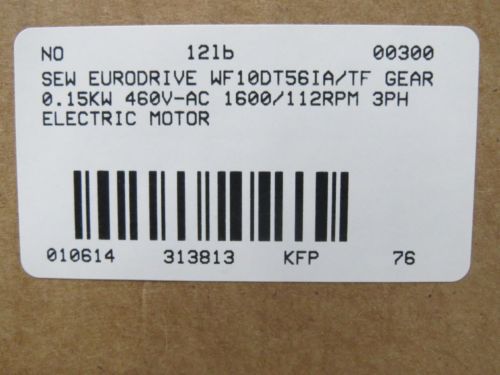 NO 12lb 00300
SEW EURODRIVE WF10DT56IA/TF GEAR
0.15KW 460V-AC 1600/112RPM 3PH
ELECTRIC MOTOR
010614 313813 KFP 76